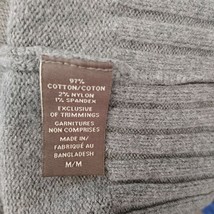 97%
COTTON/COTON
2% NYLON
1% SPANDEX
EXCLUSIVE
OF TRIMMINGS
GARNITURES
NON COMPRISES
MADE IN/
FABRIQUÉ AU
BANGLADESH
M/M